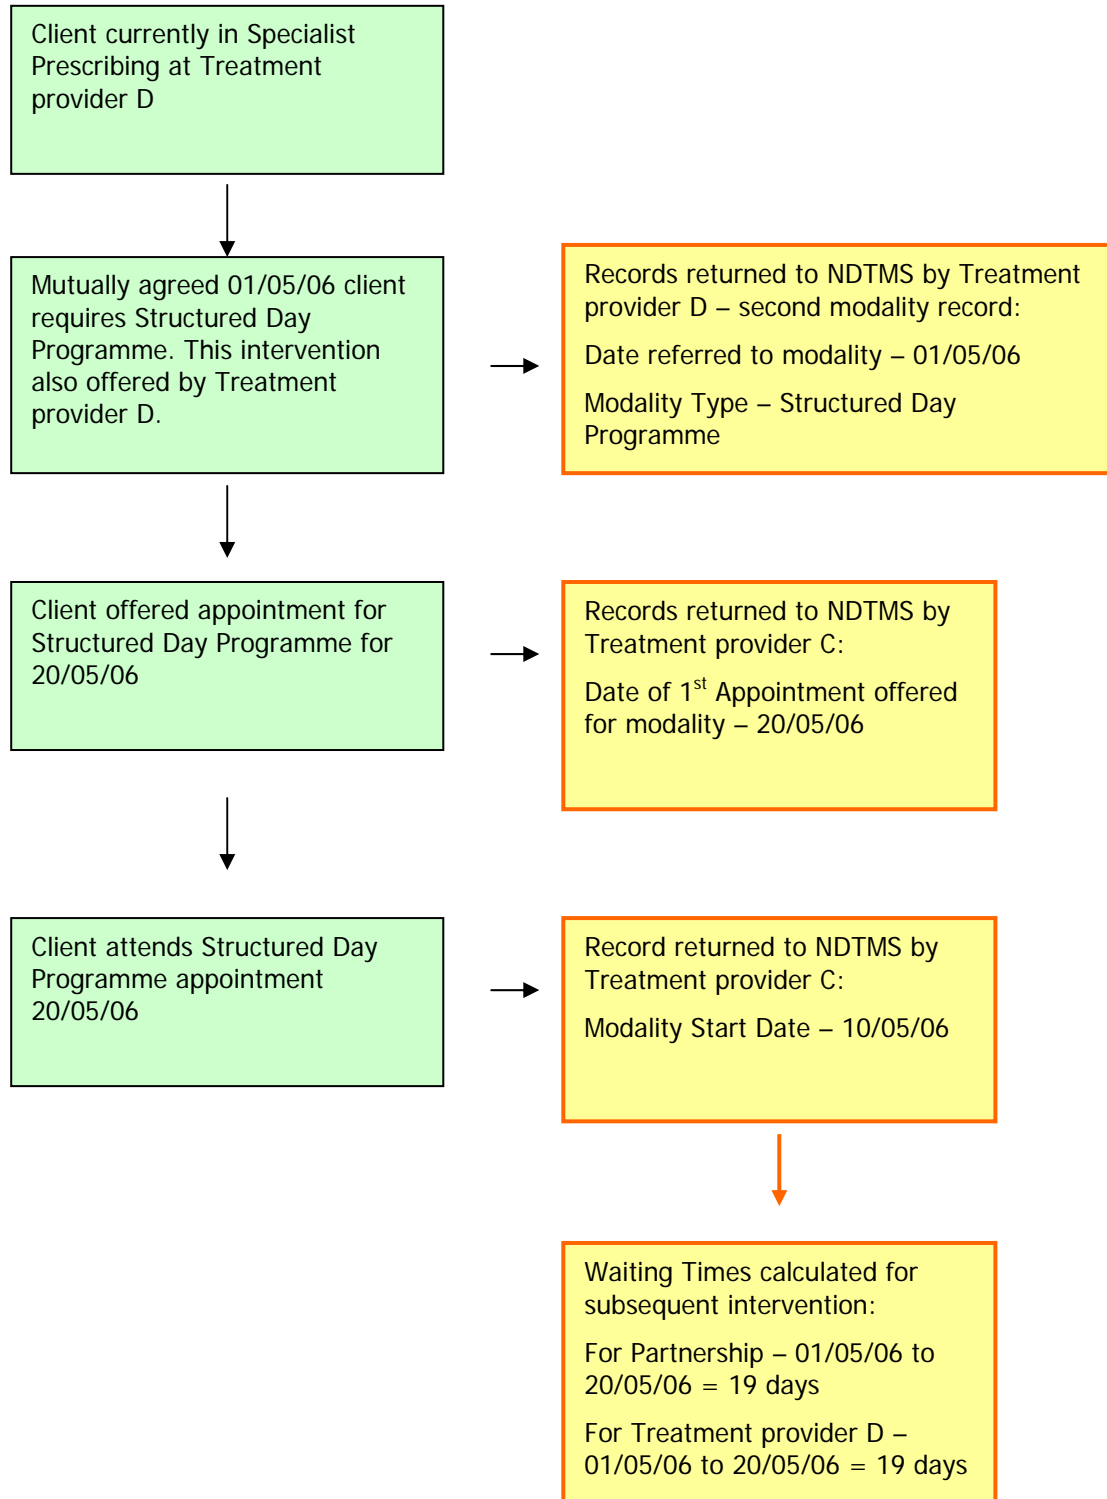 Client currently in Specialist
Prescribing at Treatment
provider D
Mutually agreed 01/05/06 client
requires Structured Day
Programme. This intervention
also offered by Treatment
provider D.
Records returned to NDTMS by Treatment
provider D – second modality record:
Date referred to modality – 01/05/06
Modality Type – Structured Day
Programme
Client offered appointment for
Structured Day Programme for
20/05/06
Records returned to NDTMS by
Treatment provider C:
Date of 1st Appointment offered
for modality – 20/05/06
Client attends Structured Day
Programme appointment
20/05/06
Record returned to NDTMS by
Treatment provider C:
Modality Start Date – 10/05/06
Waiting Times calculated for
subsequent intervention:
For Partnership – 01/05/06 to
20/05/06 = 19 days
For Treatment provider D –
01/05/06 to 20/05/06 = 19 days